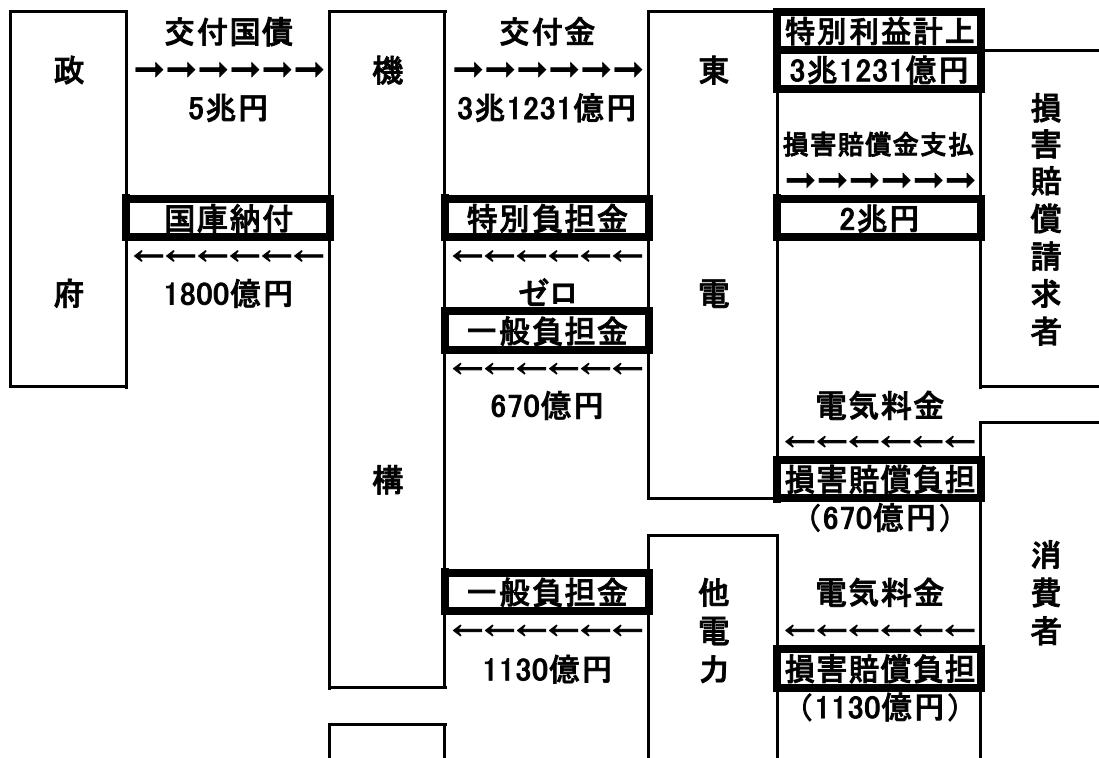 政府
交付国債
→→→→→→
5兆円
国庫納付
←←←←←←
1800億円
機構
交付金
→→→→→→
3兆1231億円
特別負担金
←←←←←←
ゼロ
一般負担金
←←←←←←
670億円
一般負担金
←←←←←←
1130億円
東電
他電力
特別利益計上
3兆1231億円
損害賠償金支払
→→→→→→
2兆円
電気料金
←←←←←←
損害賠償負担
（670億円）
電気料金
←←←←←←
損害賠償負担
（1130億円）
損害賠償請求者
消費者